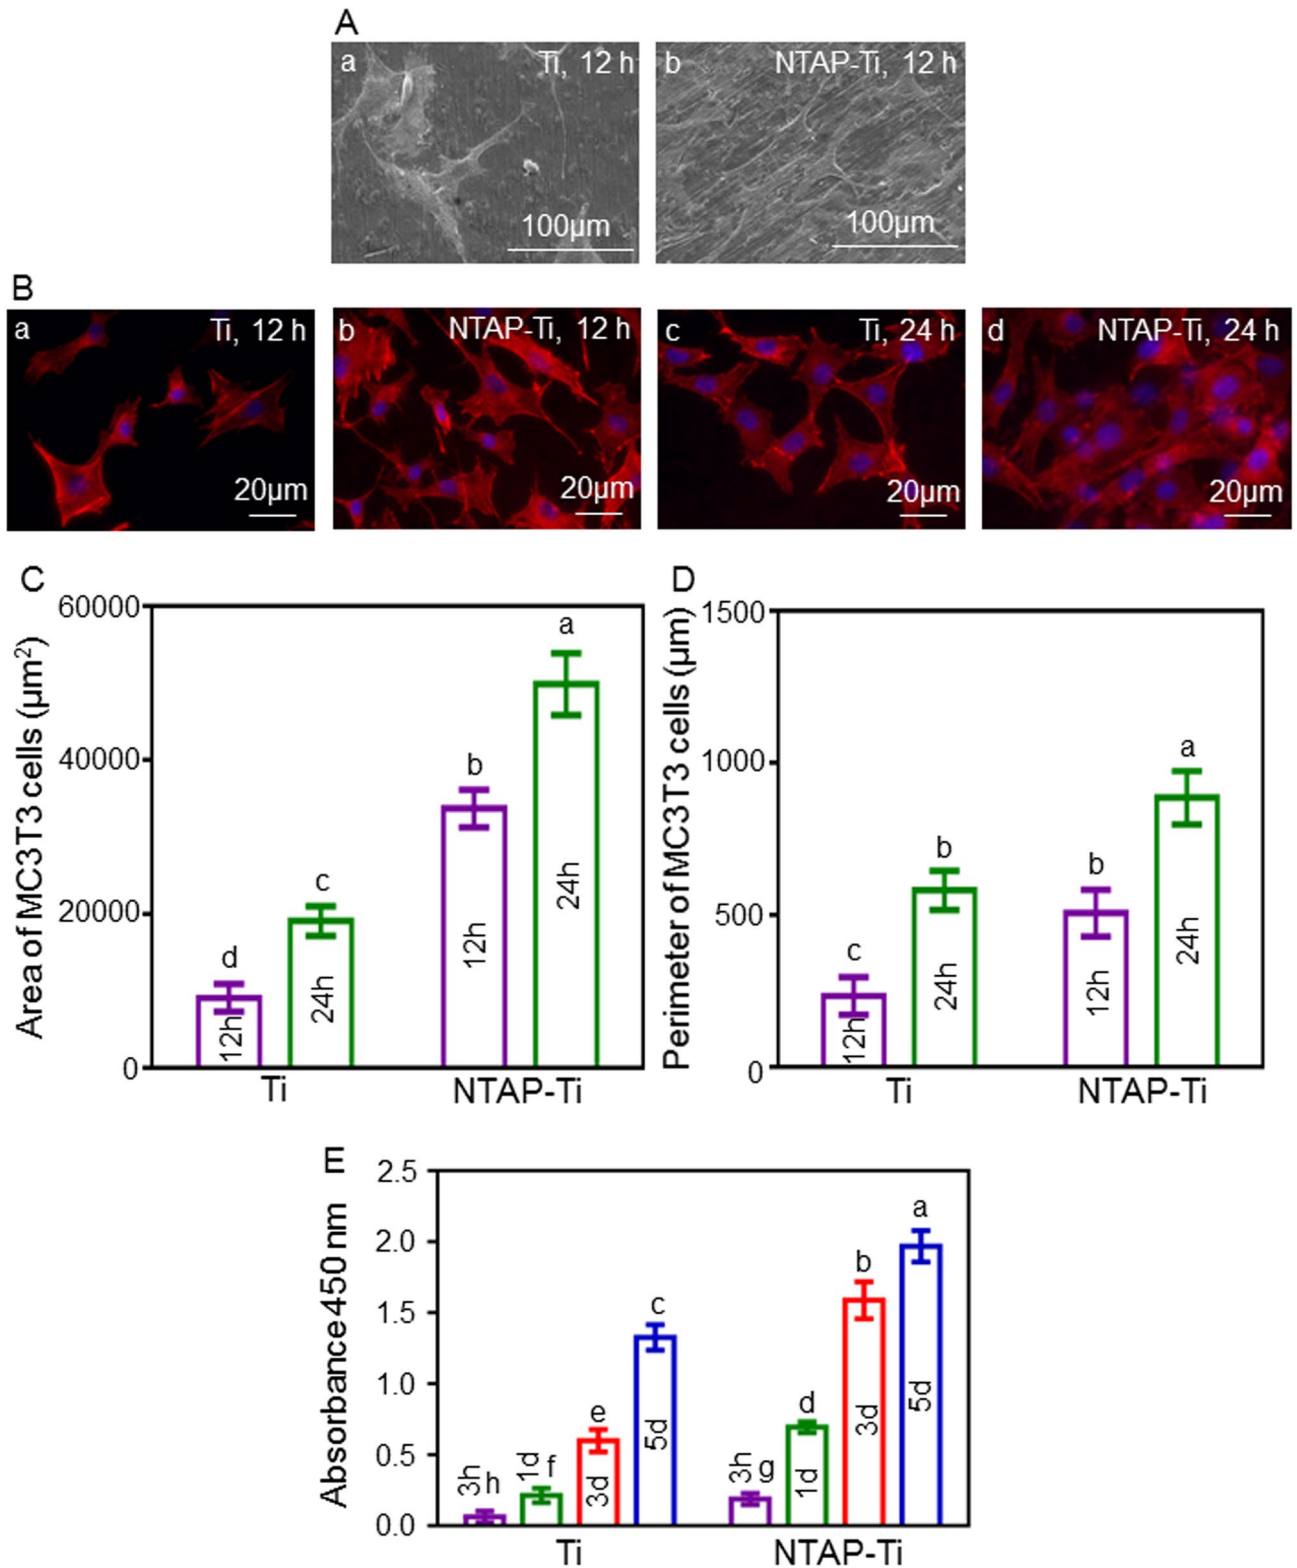 A
a Ti, 12 h
100µm
b NTAP-Ti, 12 h
100µm
B
a Ti, 12 h
20µm
b NTAP-Ti, 12 h
20µm
c Ti, 24 h
20µm
d NTAP-Ti, 24 h
20µm
C
Area of MC3T3 cells (µm²)
60000
40000
20000
0
d
12h
c
24h
b
12h
a
24h
Ti
NTAP-Ti
D
Perimeter of MC3T3 cells (µm)
1500
1000
500
0
c
12h
b
24h
b
12h
a
24h
Ti
NTAP-Ti
E
Absorbance 450 nm
2.5
2.0
1.5
1.0
0.5
0.0
3h h
1d f
e
3d
c
5d
3h g
d
1d
b
3d
a
5d
Ti
NTAP-Ti